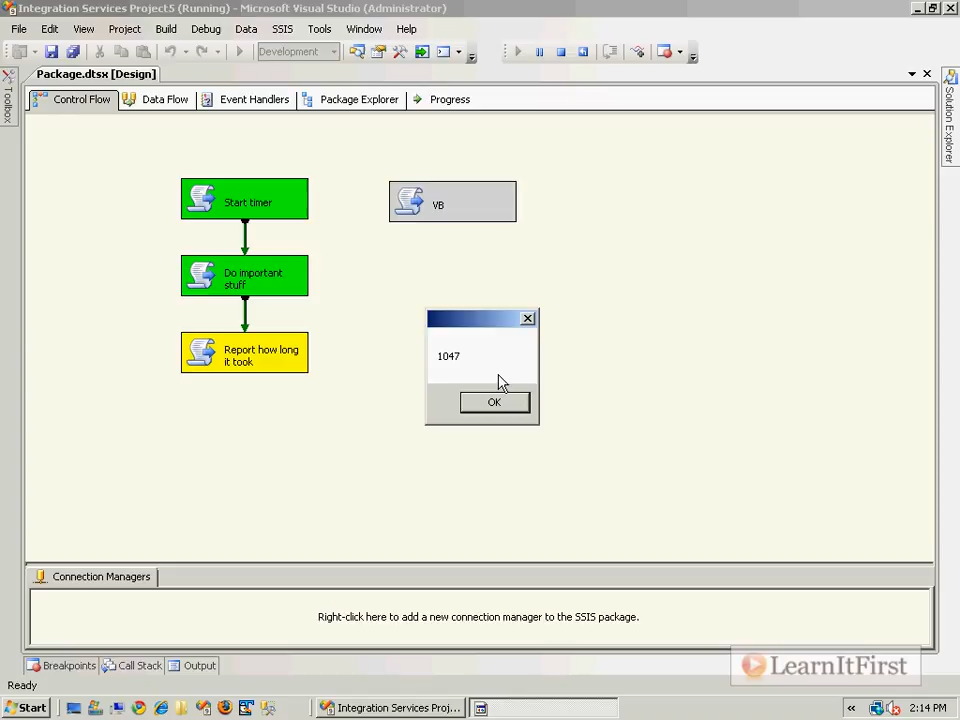 Integration Services Project5 (Running) - Microsoft Visual Studio (Administrator)
File Edit View Project Build Debug Data SSIS Tools Window Help
Development
Package.dtsx [Design]
Control Flow Data Flow Event Handlers Package Explorer Progress
Toolbox
Solution Explorer
Start timer
VB
Do important
stuff
Report how long
it took
1047
OK
Connection Managers
Right-click here to add a new connection manager to the SSIS package.
Breakpoints Call Stack Output
LearnItFirst
Ready
Start Integration Services Proj... « 2:14 PM